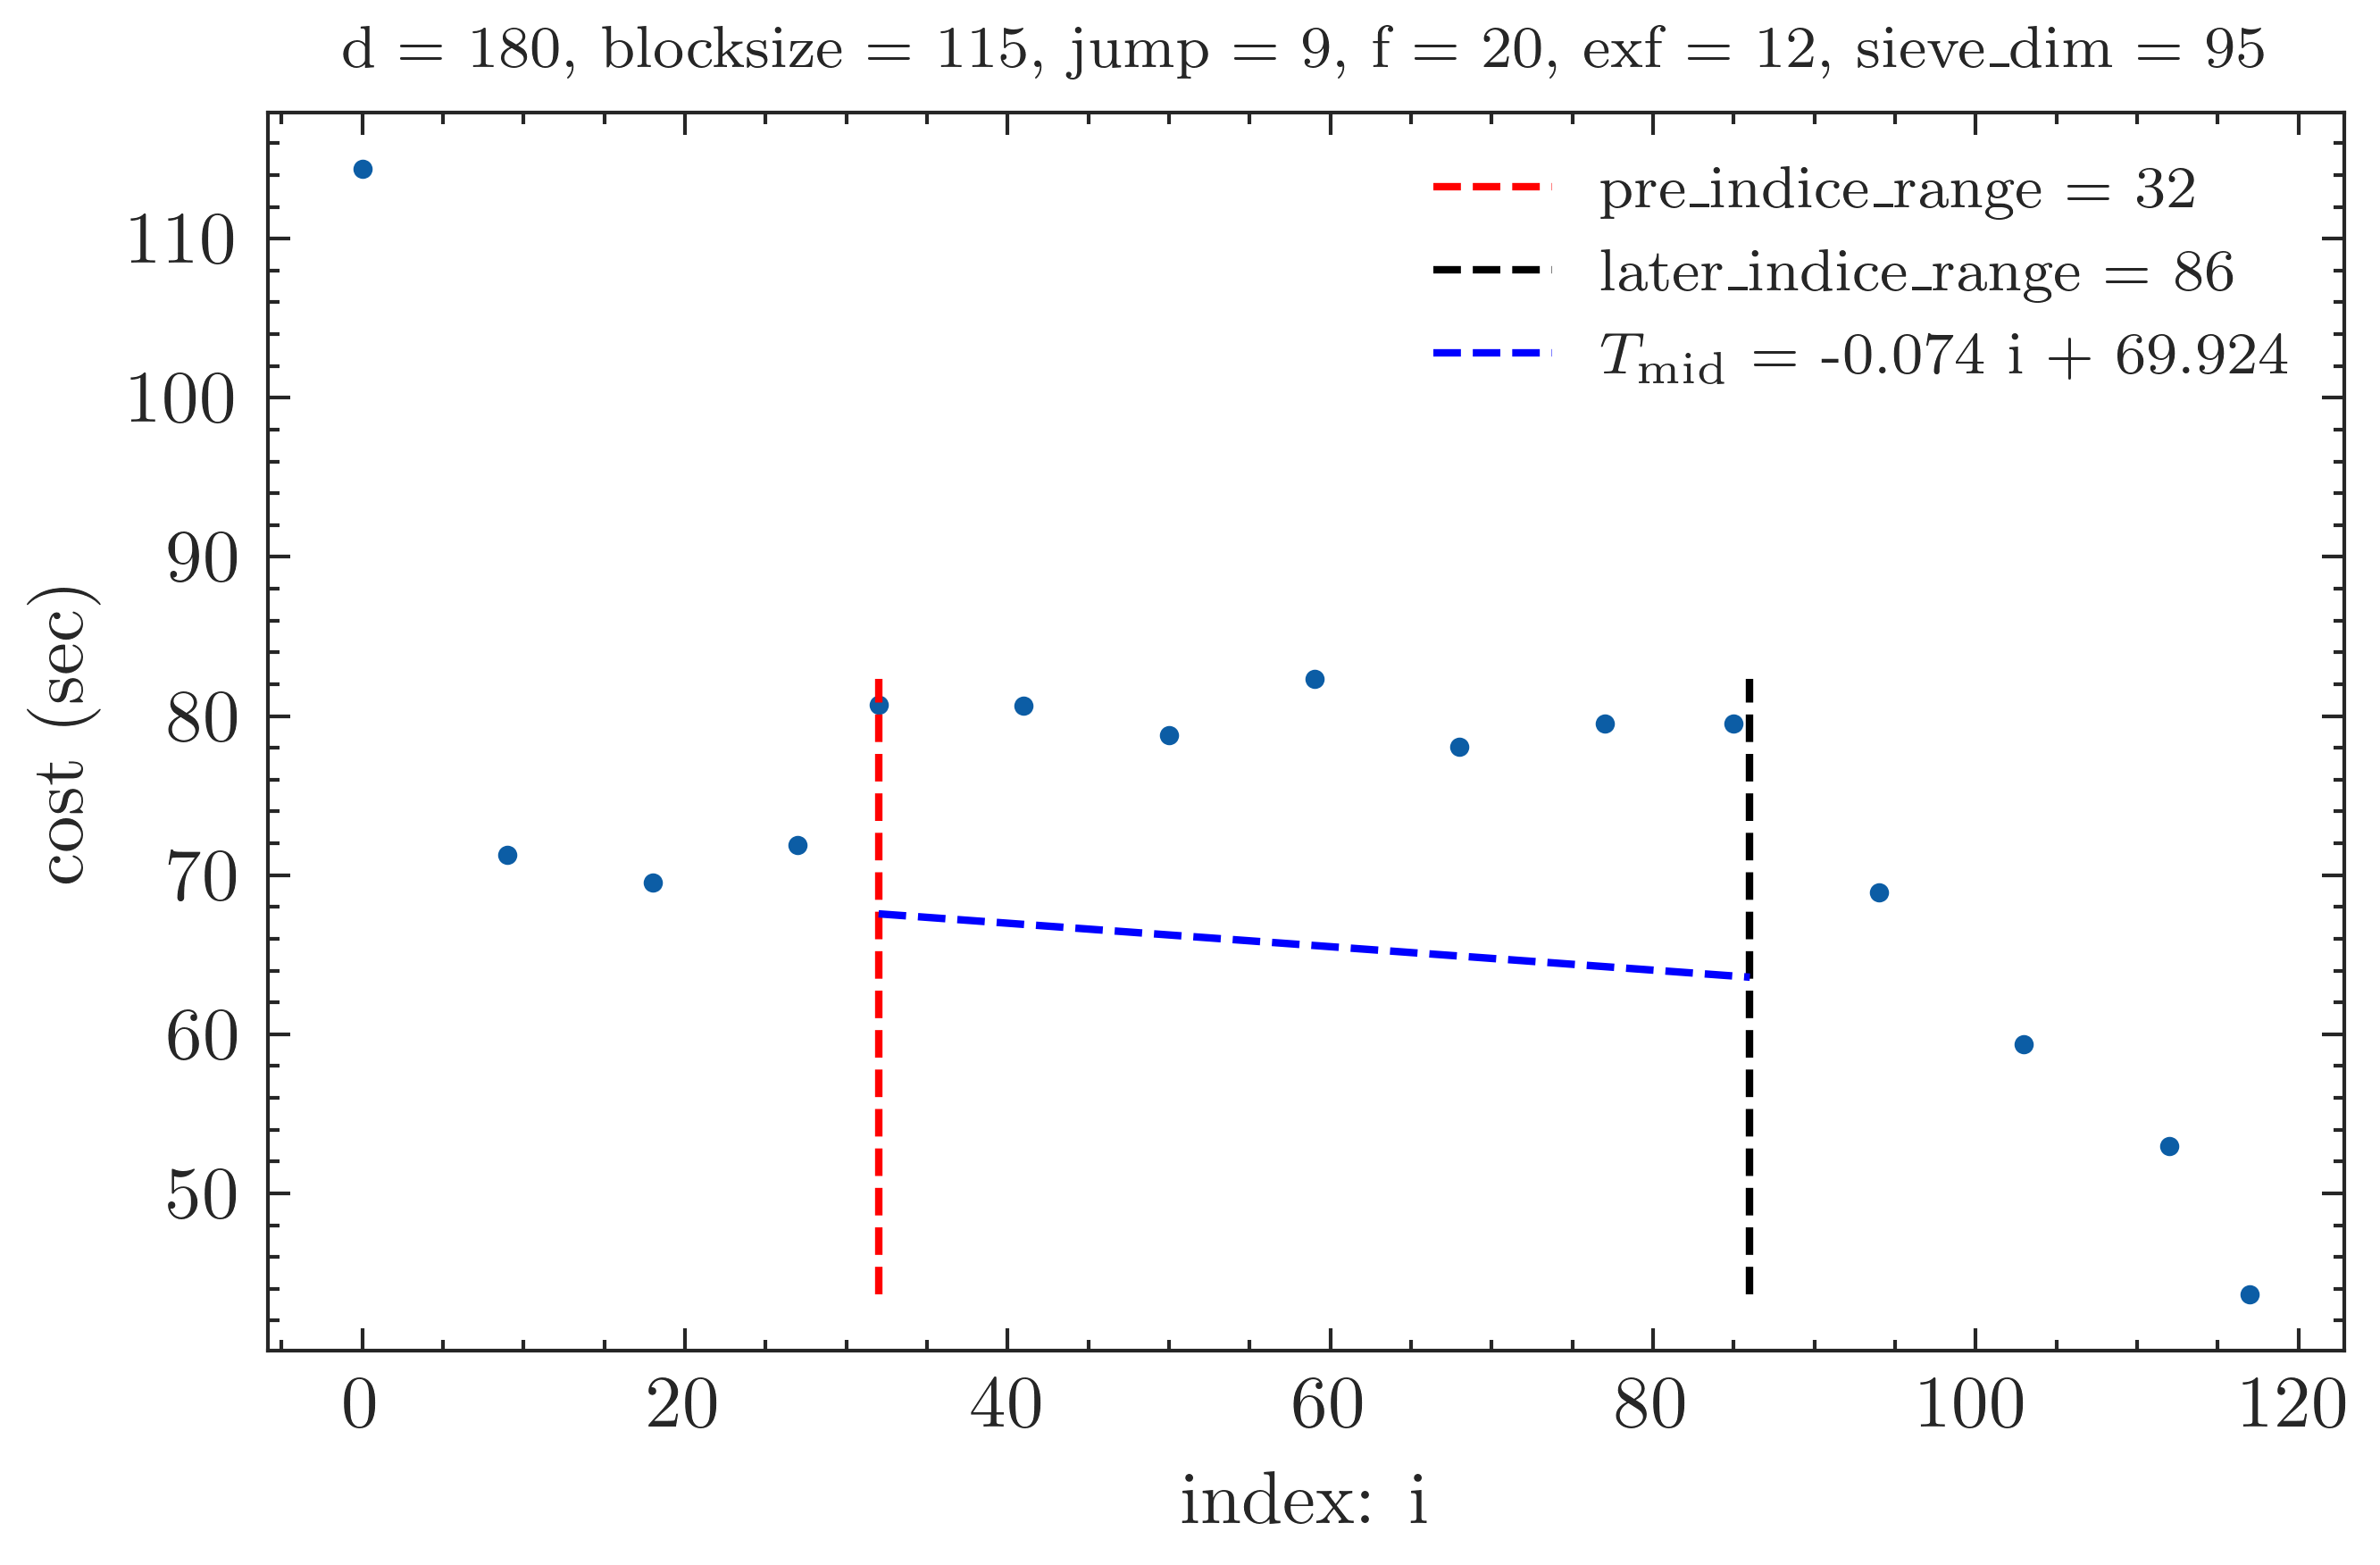 d = 180, blocksize = 115, jump = 9, f = 20, exf = 12, sieve_dim = 95
pre_indice_range = 32
later_indice_range = 86
T_mid = -0.074 i + 69.924
110
100
90
80
70
60
50
cost (sec)
0 20 40 60 80 100 120
index: i